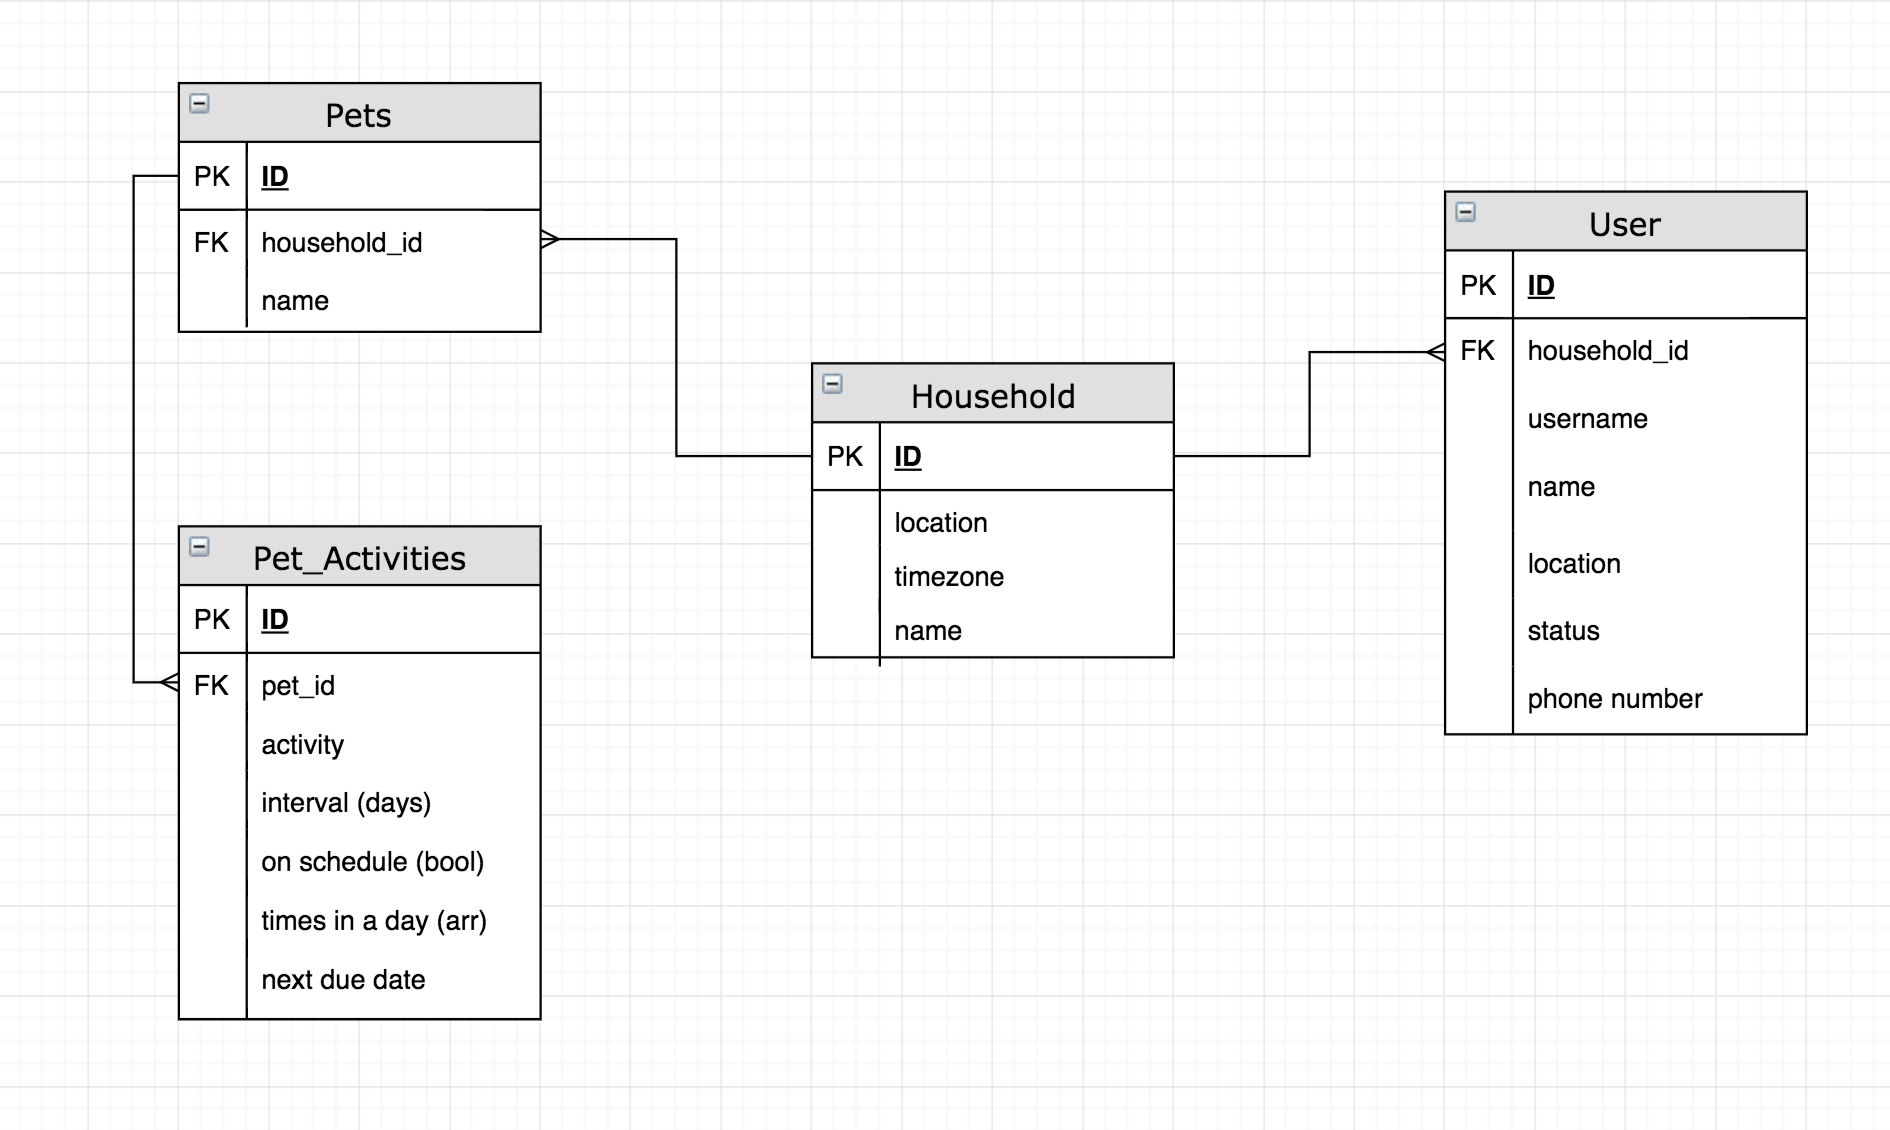 Pets
PK ID
FK household_id
name
Pet_Activities
PK ID
FK pet_id
activity
interval (days)
on schedule (bool)
times in a day (arr)
next due date
Household
PK ID
location
timezone
name
User
PK ID
FK household_id
username
name
location
status
phone number